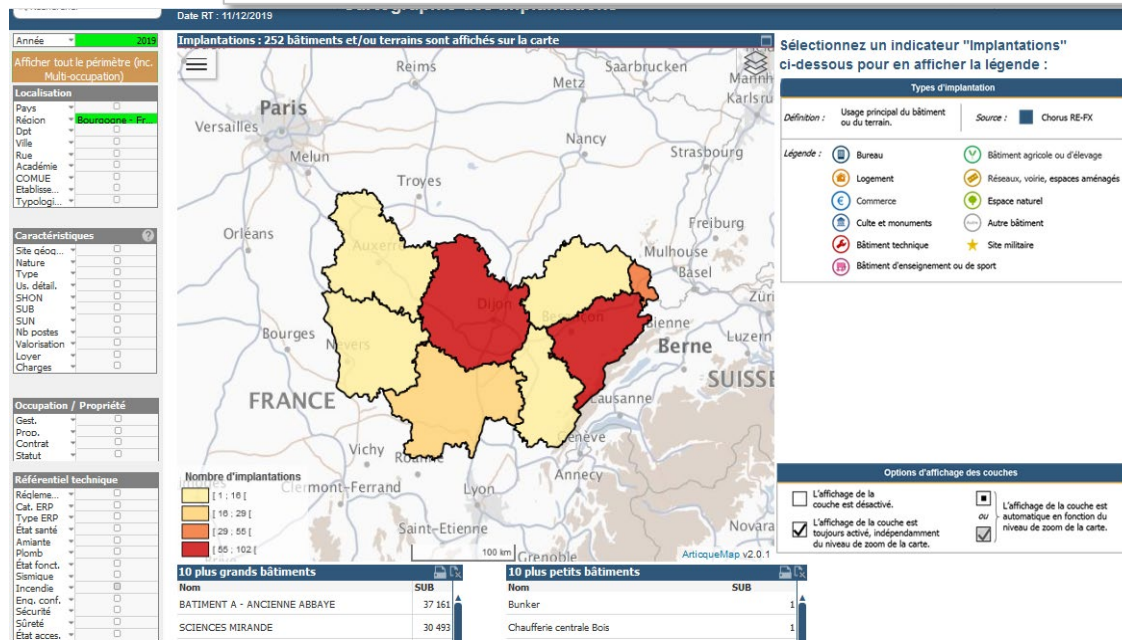 Date RT : 11/12/2019
Année 2019
Afficher tout le périmètre (inc.
Multi-occupation)
Localisation
Pays
Région Bourgogne - Fr...
Dpt
Ville
Rue
Académie
COMUE
Etablisse...
Typologi...
Caractéristiques ?
Site géog...
Nature
Type
Us. détail.
SHON
SUB
SUN
Nb postes
Valorisation
Loyer
Charges
Occupation / Propriété
Gest.
Prop.
Contrat
Statut
Référentiel technique
Régleme...
Cat. ERP
Type ERP
État santé
Amiante
Plomb
État fonct.
Sismique
Incendie
Enq. conf.
Sécurité
Sûreté
État acces.
Implantations : 252 bâtiments et/ou terrains sont affichés sur la carte
Reims
Saarbrucken
Metz
Mannh
Karlsru
Paris
Versailles
Nancy
Strasbourg
Melun
Troyes
Orléans
Freiburg
Auxerre
Mulhouse
Basel
Dijon
Zuri
Besançon
Bienne
Bourges
Nevers
Luzern
Berne
SUISSE
FRANCE
Lausanne
Genève
Vichy
Roanne
Annecy
Clermont-Ferrand
Lyon
Saint-Etienne
Novara
Grenoble
100 km
ArticqueMap v2.0.1
Nombre d'implantations
[ 1 ; 16 [
[ 16 ; 29 [
[ 29 ; 55 [
[ 55 ; 102 [
10 plus grands bâtiments
Nom SUB
BATIMENT A - ANCIENNE ABBAYE 37 161
SCIENCES MIRANDE 30 493
10 plus petits bâtiments
Nom SUB
Bunker 1
Chaufferie centrale Bois 1
Sélectionnez un indicateur "Implantations"
ci-dessous pour en afficher la légende :
Types d'implantation
Définition : Usage principal du bâtiment
ou du terrain.
Source : Chorus RE-FX
Légende :
Bureau
Bâtiment agricole ou d'élevage
Logement
Réseaux, voirie, espaces aménagés
Commerce
Espace naturel
Culte et monuments
Autre bâtiment
Bâtiment technique
Site militaire
Bâtiment d'enseignement ou de sport
Options d'affichage des couches
L'affichage de la
couche est désactivé.
L'affichage de la couche est
toujours activé, indépendamment
du niveau de zoom de la carte.
ou
L'affichage de la couche est
automatique en fonction du
niveau de zoom de la carte.